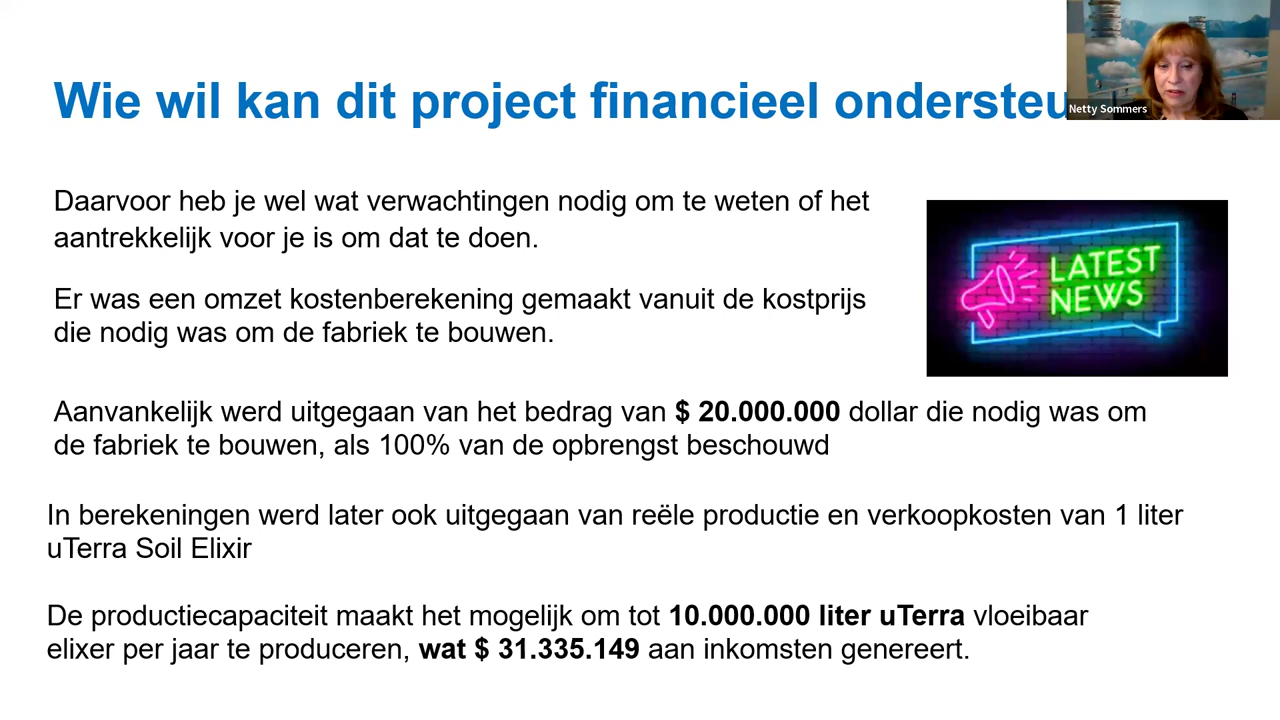 Wie wil kan dit project financieel ondersteu
Netty Sommers
Daarvoor heb je wel wat verwachtingen nodig om te weten of het
aantrekkelijk voor je is om dat te doen.
LATEST
NEWS
Er was een omzet kostenberekening gemaakt vanuit de kostprijs
die nodig was om de fabriek te bouwen.
Aanvankelijk werd uitgegaan van het bedrag van $ 20.000.000 dollar die nodig was om
de fabriek te bouwen, als 100% van de opbrengst beschouwd
In berekeningen werd later ook uitgegaan van reële productie en verkoopkosten van 1 liter
uTerra Soil Elixir
De productiecapaciteit maakt het mogelijk om tot 10.000.000 liter uTerra vloeibaar
elixer per jaar te produceren, wat $ 31.335.149 aan inkomsten genereert.